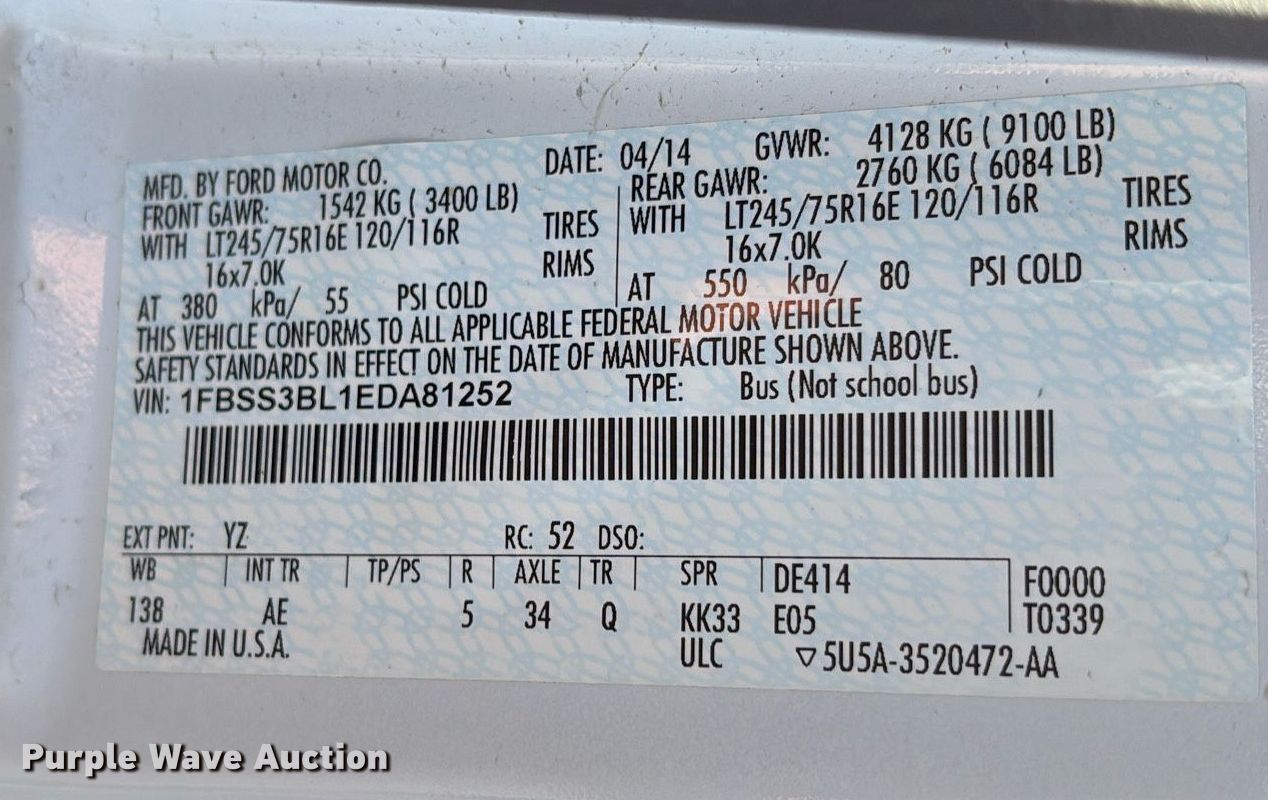 MFD. BY FORD MOTOR CO. DATE: 04/14 GVWR: 4128 KG ( 9100 LB)
FRONT GAWR: 1542 KG ( 3400 LB) REAR GAWR: 2760 KG ( 6084 LB)
WITH LT245/75R16E 120/116R TIRES WITH LT245/75R16E 120/116R TIRES
16x7.0K RIMS 16x7.0K RIMS
AT 380 kPa/ 55 PSI COLD AT 550 kPa/ 80 PSI COLD
THIS VEHICLE CONFORMS TO ALL APPLICABLE FEDERAL MOTOR VEHICLE
SAFETY STANDARDS IN EFFECT ON THE DATE OF MANUFACTURE SHOWN ABOVE.
VIN: 1FBSS3BL1EDA81252 TYPE: Bus (Not school bus)
EXT PNT: YZ RC: 52 DSO:
WB INT TR TP/PS R AXLE TR SPR DE414 F0000
138 AE 5 34 Q KK33 E05 T0339
MADE IN U.S.A. ULC ▽5U5A-3520472-AA
Purple Wave Auction